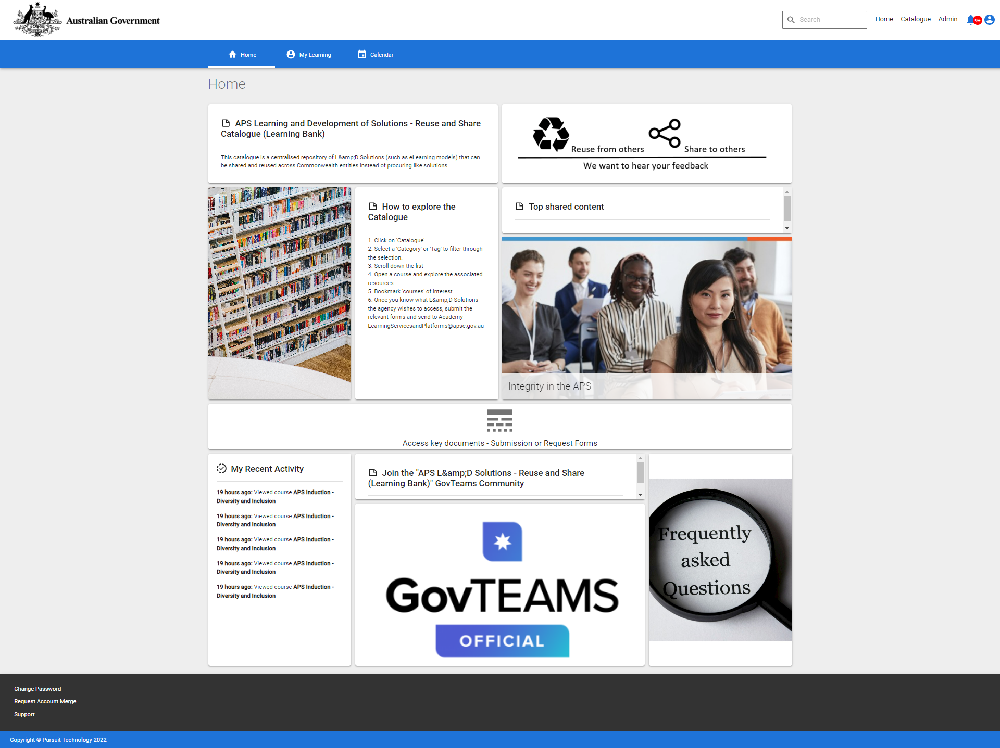 Australian Government
Search
Home
Catalogue
Admin
9+
Home
My Learning
Calendar
Home
APS Learning and Development of Solutions - Reuse and Share
Catalogue (Learning Bank)
This catalogue is a centralised repository of L&amp;D Solutions (such as eLearning models) that can
be shared and reused across Commonwealth entities instead of procuring like solutions.
Reuse from others
Share to others
We want to hear your feedback
How to explore the
Catalogue
1. Click on 'Catalogue'
2. Select a 'Category' or 'Tag' to filter through
the selection.
3. Scroll down the list
4. Open a course and explore the associated
resources
5. Bookmark 'courses' of interest
6. Once you know what L&amp;D Solutions
the agency wishes to access, submit the
relevant forms and send to Academy-
LearningServicesandPlatforms@apsc.gov.au
Top shared content
Integrity in the APS
Access key documents - Submission or Request Forms
My Recent Activity
19 hours ago: Viewed course APS Induction -
Diversity and Inclusion
19 hours ago: Viewed course APS Induction -
Diversity and Inclusion
19 hours ago: Viewed course APS Induction -
Diversity and Inclusion
19 hours ago: Viewed course APS Induction -
Diversity and Inclusion
19 hours ago: Viewed course APS Induction -
Diversity and Inclusion
Join the "APS L&amp;D Solutions - Reuse and Share
(Learning Bank)" GovTeams Community
GovTEAMS
OFFICIAL
Frequently
asked
Questions
Change Password
Request Account Merge
Support
Copyright © Pursuit Technology 2022